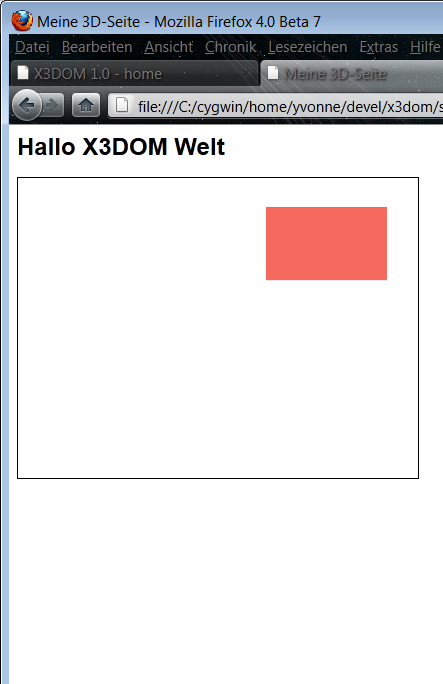 Meine 3D-Seite - Mozilla Firefox 4.0 Beta 7
Datei Bearbeiten Ansicht Chronik Lesezeichen Extras Hilfe
X3DOM 1.0 - home Meine 3D-Seite
file:///C:/cygwin/home/yvonne/devel/x3dom/s
Hallo X3DOM Welt